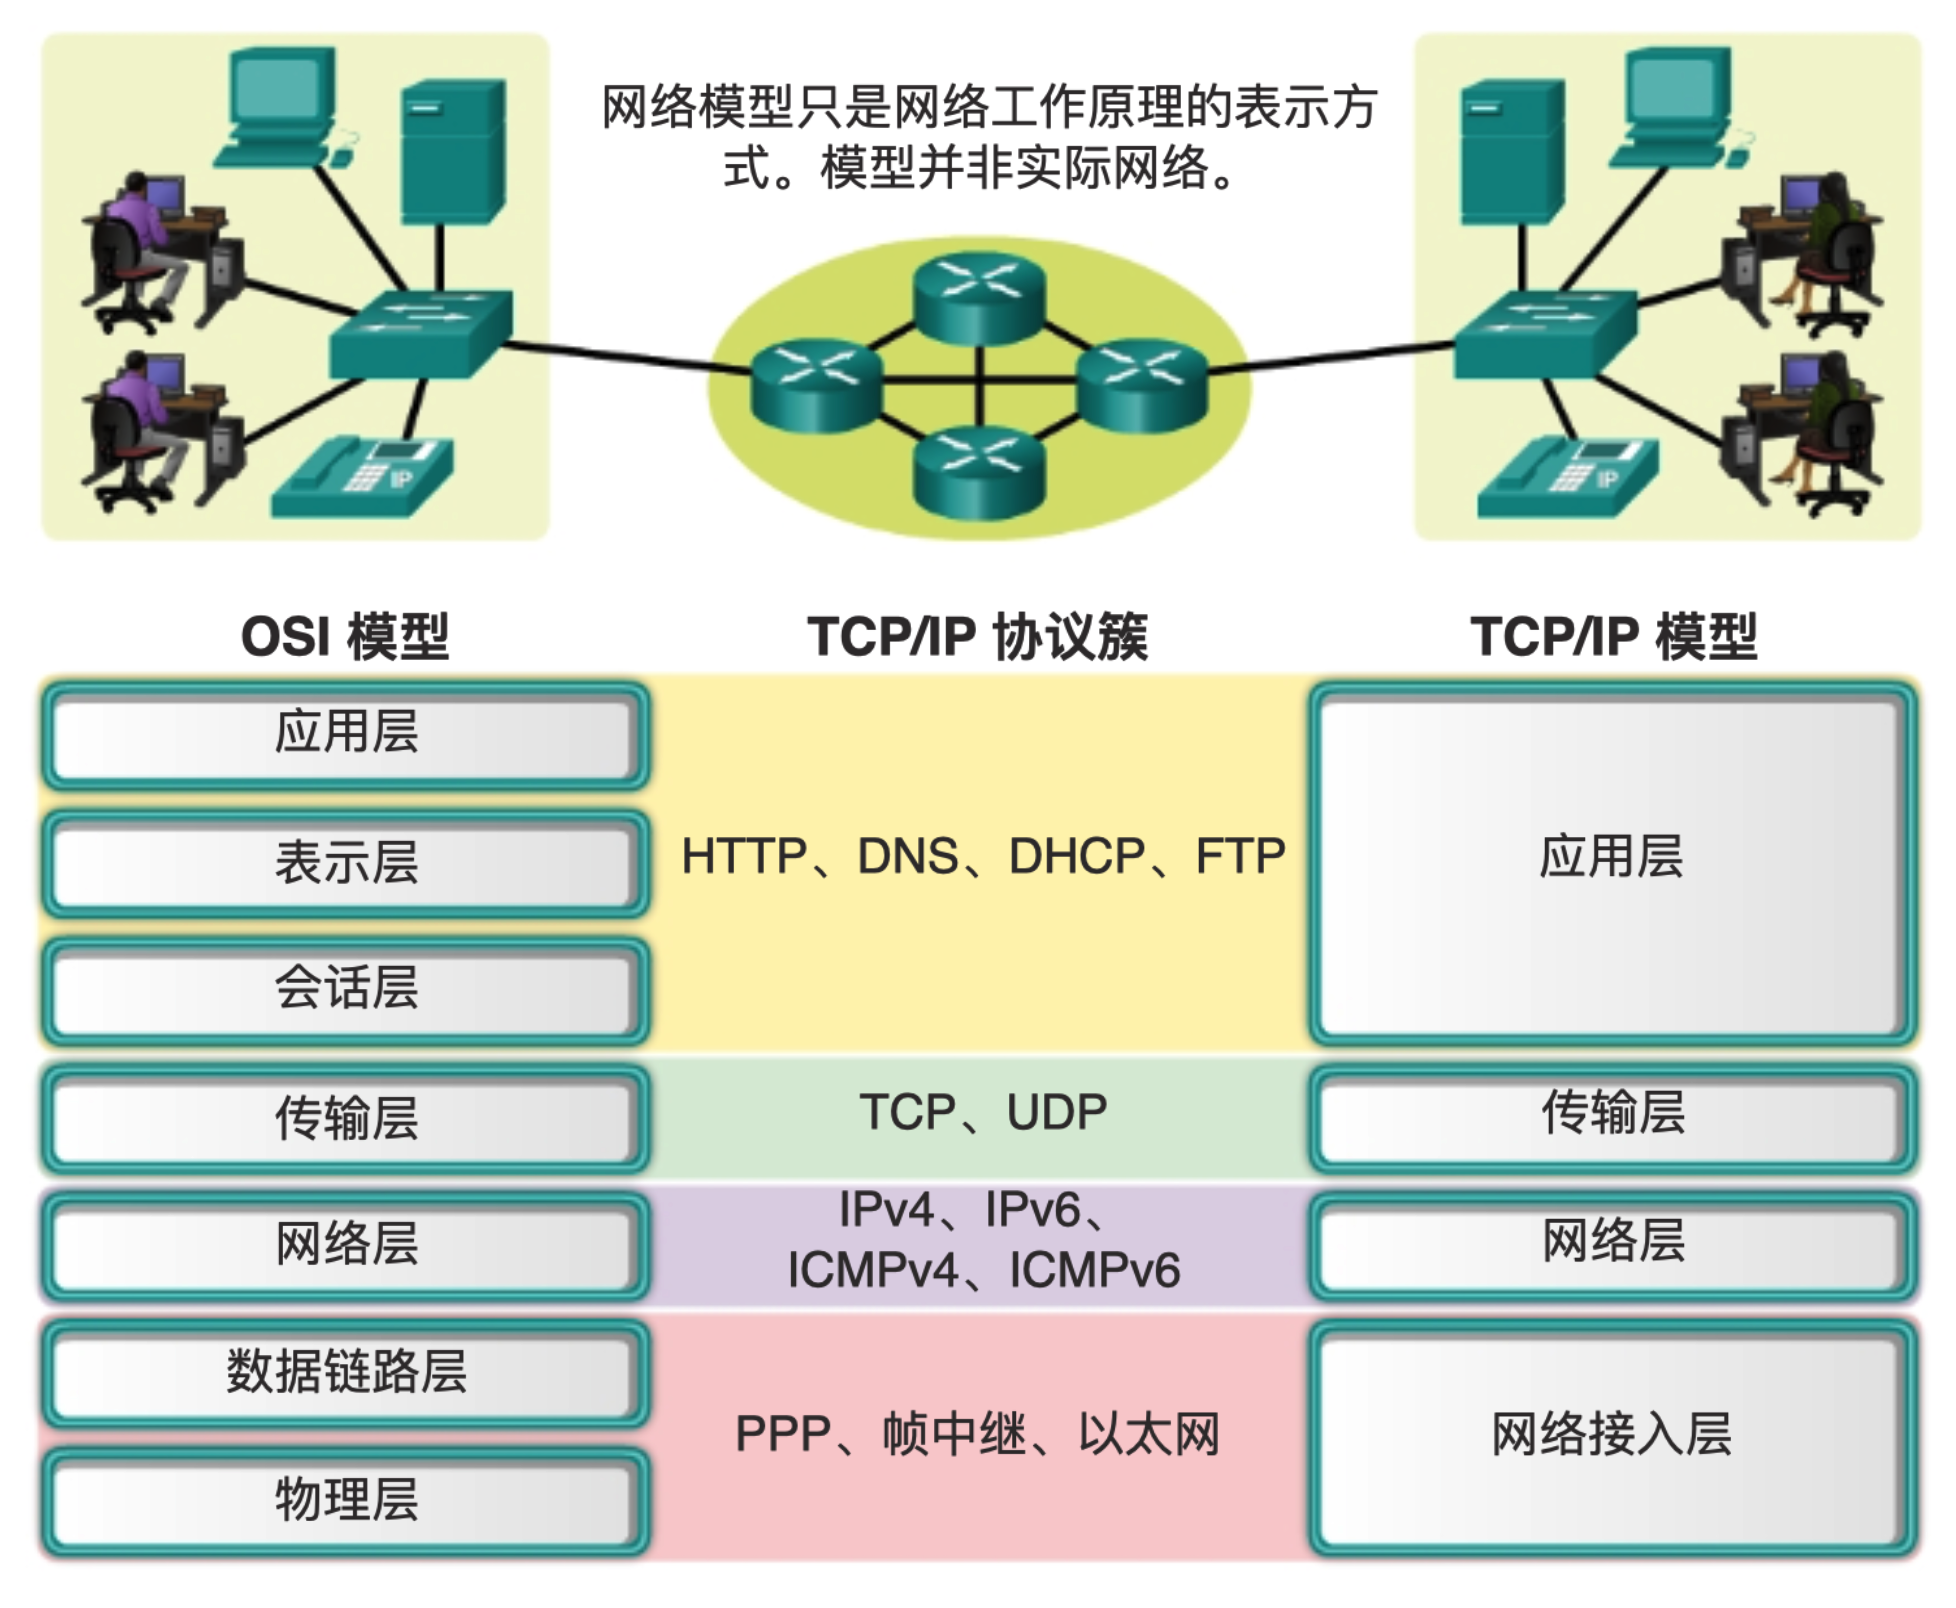 网络模型只是网络工作原理的表示方
式。模型并非实际网络。
IP
IP
OSI 模型
TCP/IP 协议簇
TCP/IP 模型
应用层
表示层
会话层
HTTP、DNS、DHCP、FTP
应用层
传输层
TCP、UDP
传输层
网络层
IPv4、IPv6、
ICMPv4、ICMPv6
网络层
数据链路层
物理层
PPP、帧中继、以太网
网络接入层